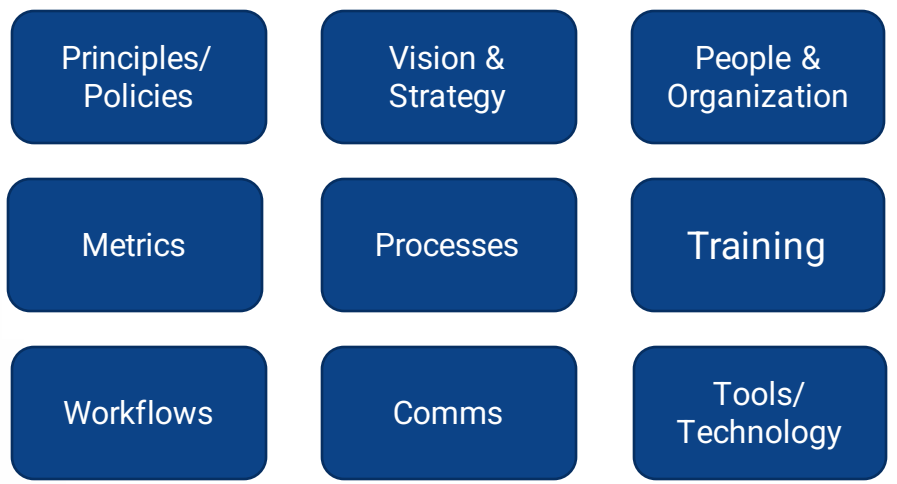 Principles/
Policies
Vision &
Strategy
People &
Organization
Metrics
Processes
Training
Workflows
Comms
Tools/
Technology